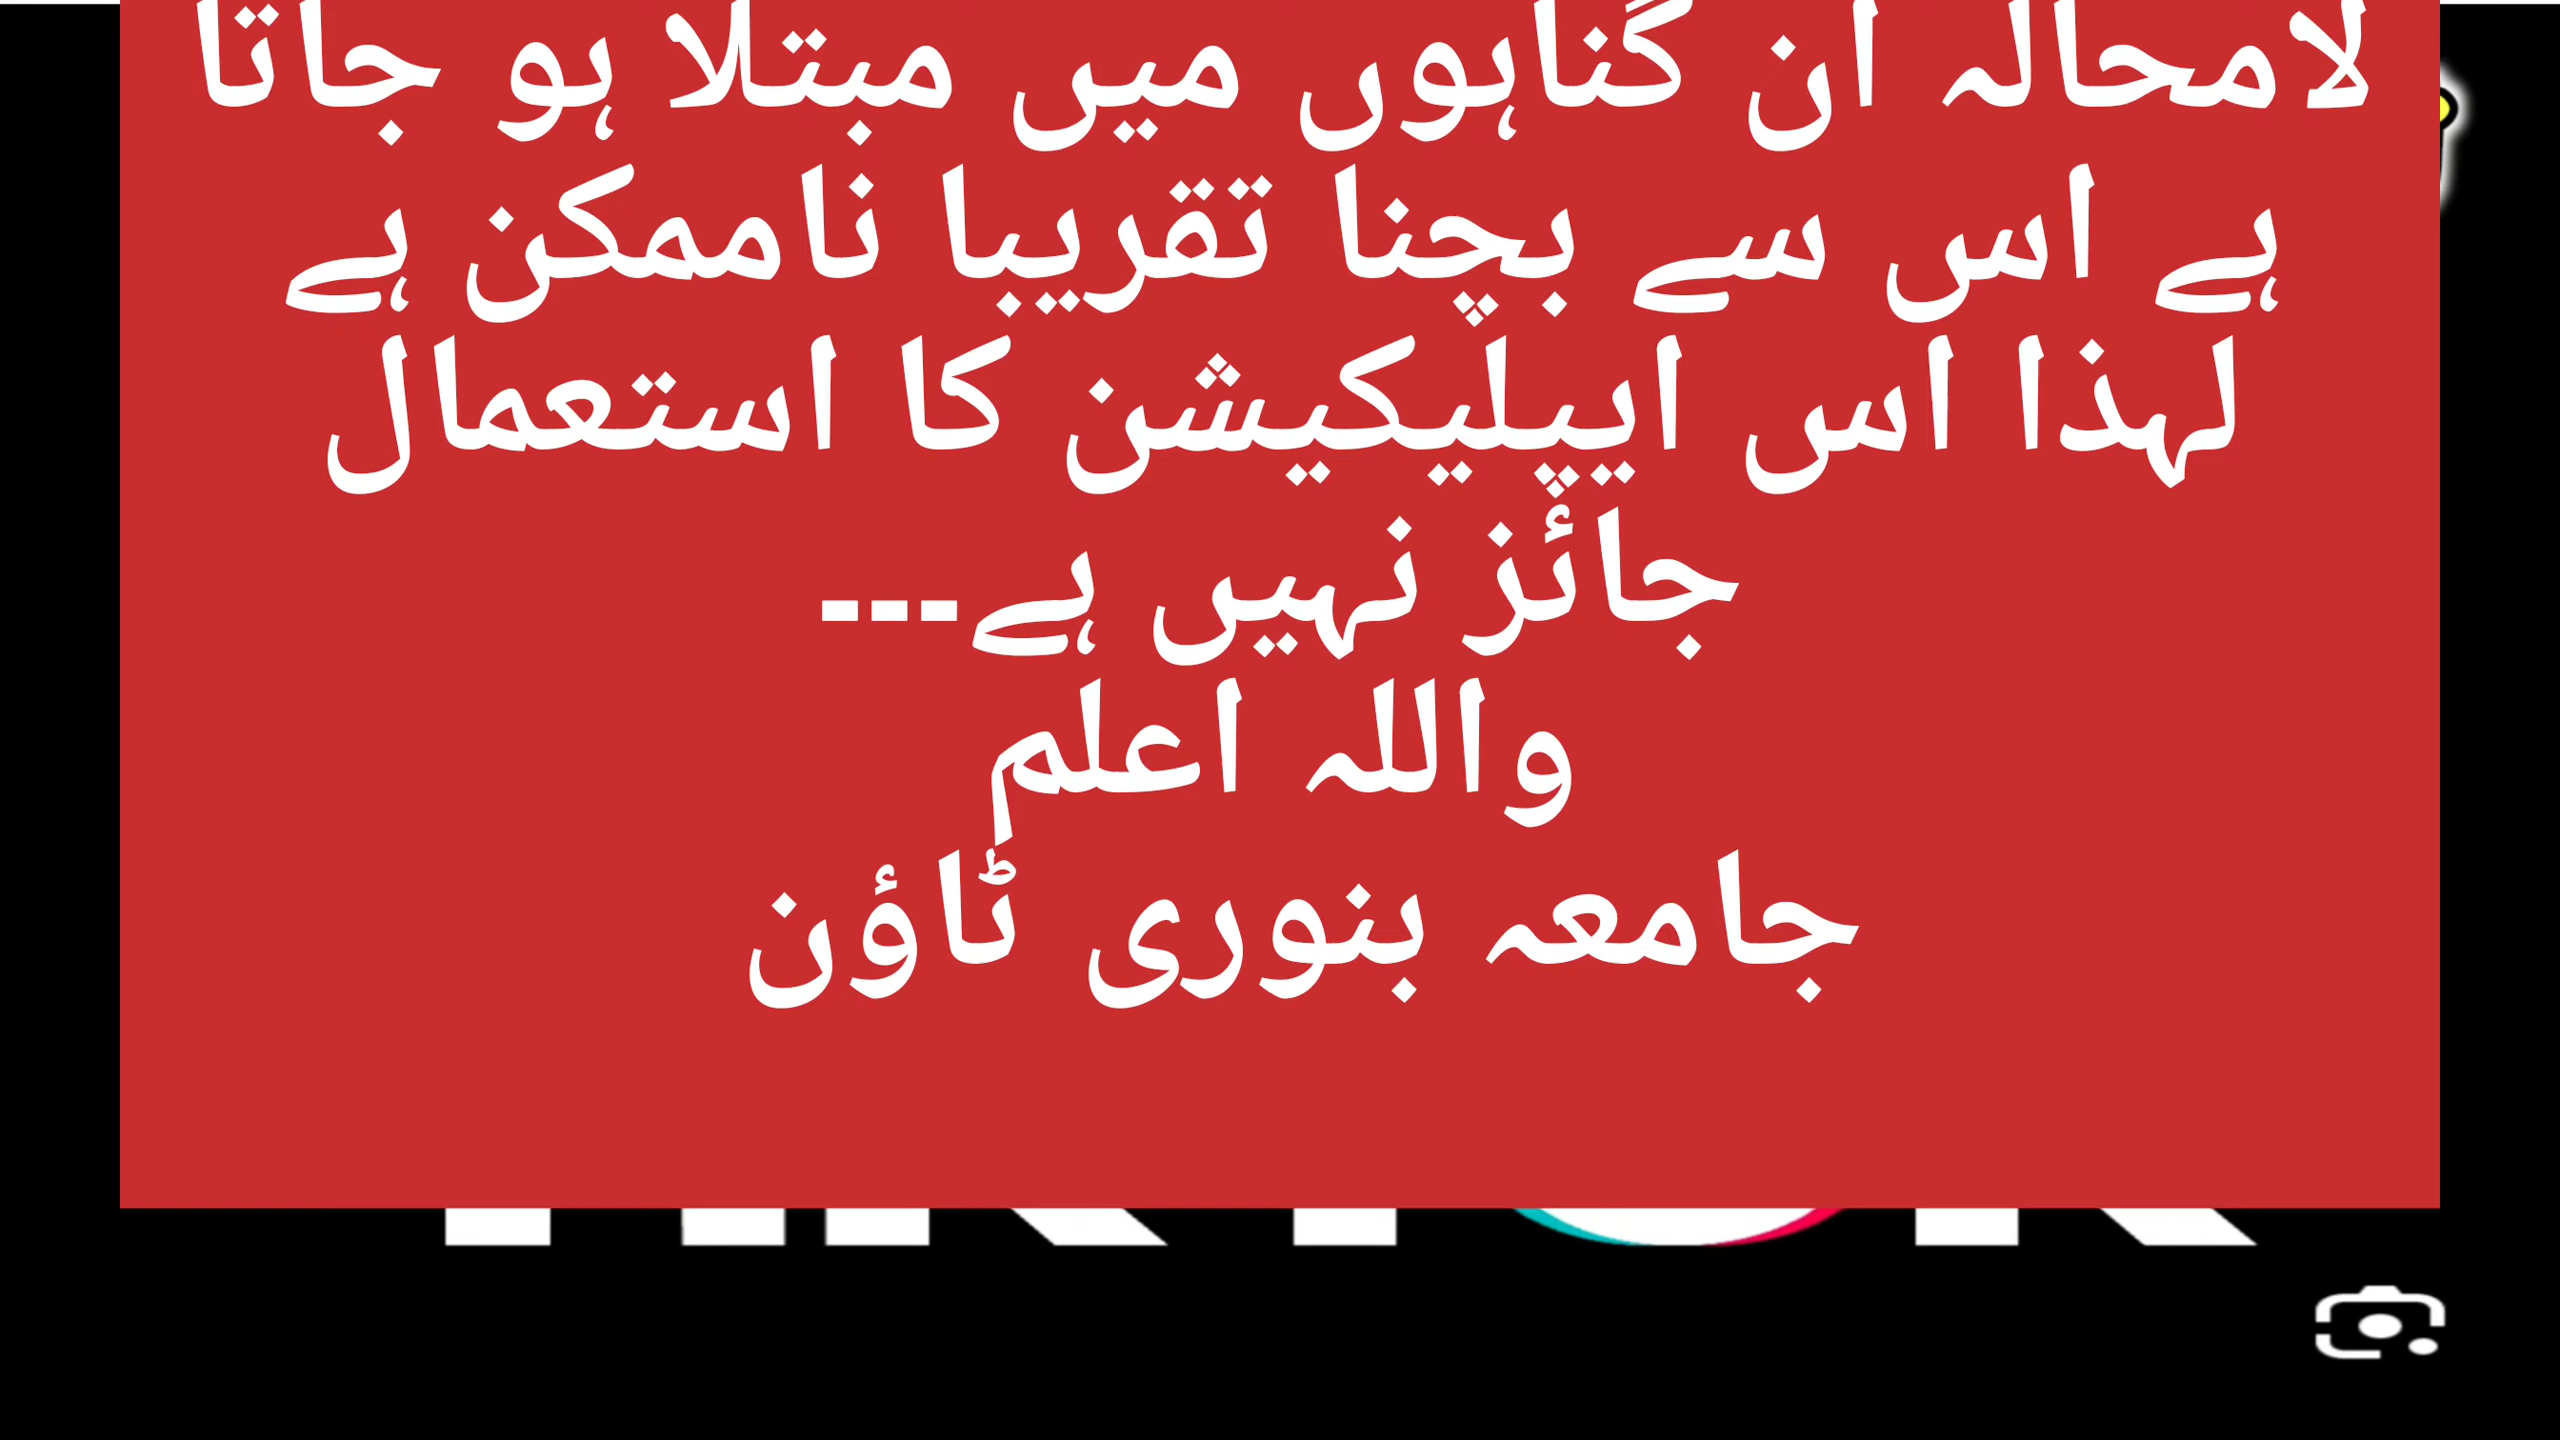 لامحالہ ان گناہوں میں مبتلا ہو جاتا
ہے اس سے بچنا تقریبا ناممکن ہے
لہذا اس ایپلیکیشن کا استعمال
جائز نہیں ہے---
واللہ اعلم
جامعہ بنوری ٹاؤن